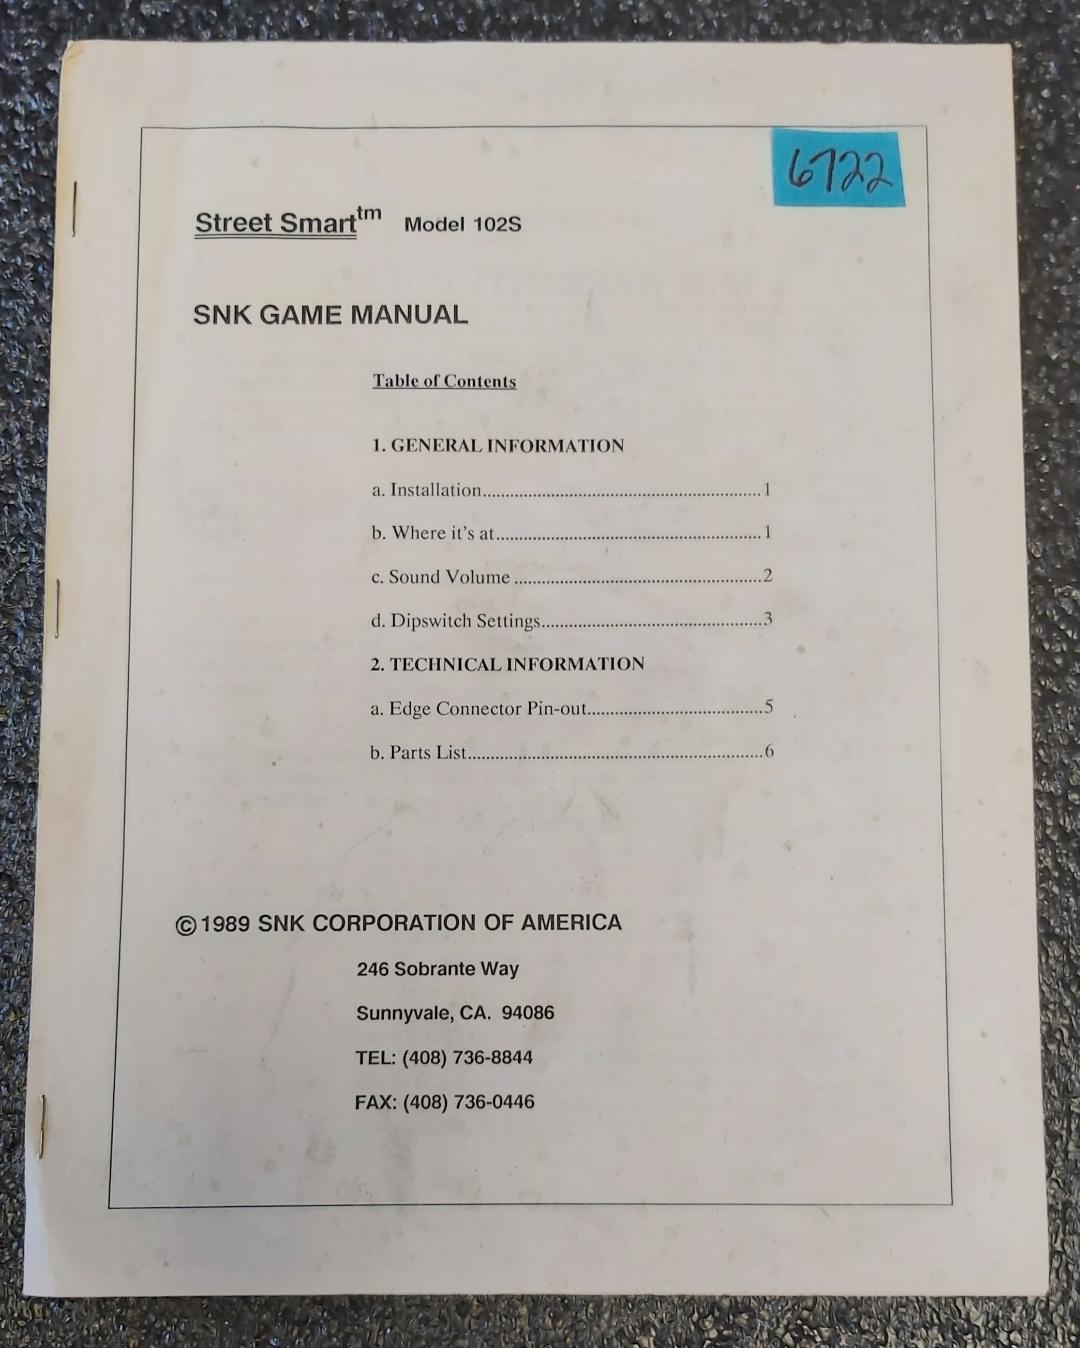 6722
Street Smart™ Model 102S
SNK GAME MANUAL
Table of Contents
1. GENERAL INFORMATION
a. Installation..........................................................1
b. Where it's at.......................................................1
c. Sound Volume ....................................................2
d. Dipswitch Settings..............................................3
2. TECHNICAL INFORMATION
a. Edge Connector Pin-out.....................................5
b. Parts List..............................................................6
©1989 SNK CORPORATION OF AMERICA
246 Sobrante Way
Sunnyvale, CA. 94086
TEL: (408) 736-8844
FAX: (408) 736-0446